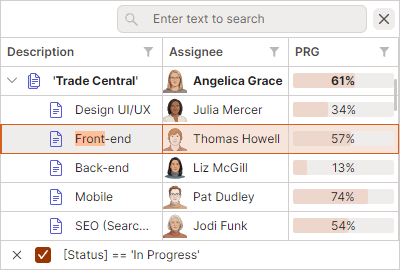 Enter text to search
Description Assignee PRG
'Trade Central' Angelica Grace 61%
Design UI/UX Julia Mercer 34%
Front-end Thomas Howell 57%
Back-end Liz McGill 13%
Mobile Pat Dudley 74%
SEO (Searc... Jodi Funk 54%
[Status] == 'In Progress'